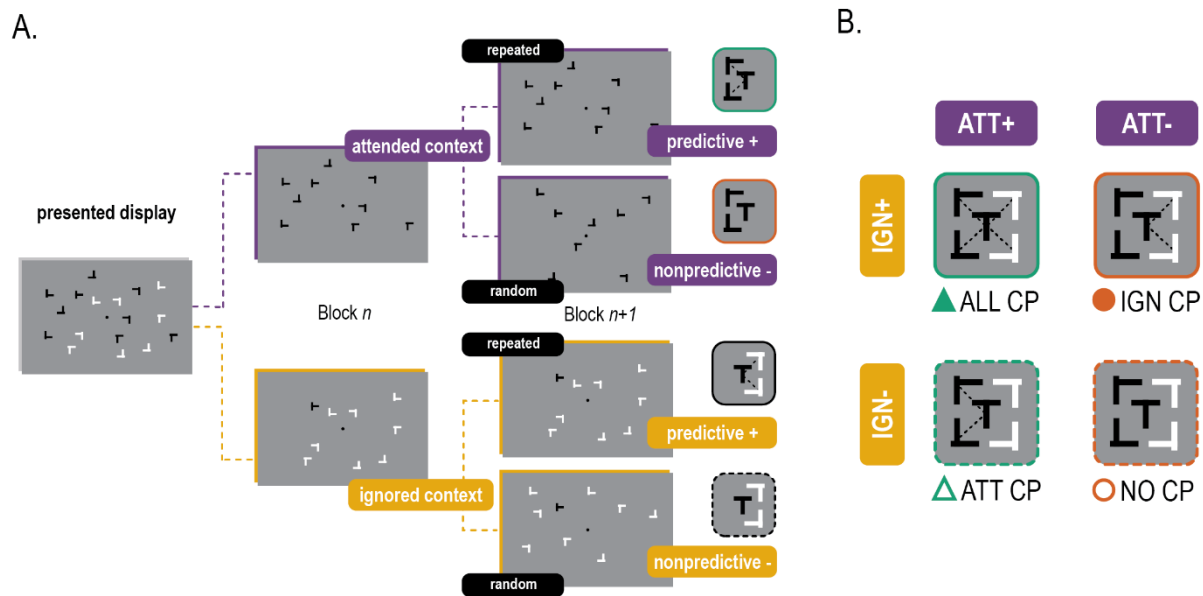 A.
B.
repeated
attended context
predictive +
presented display
nonpredictive -
random
Block n
Block n+1
repeated
predictive +
ignored context
nonpredictive -
random
ATT+
ATT-
IGN+
ALL CP
IGN CP
IGN-
ATT CP
NO CP